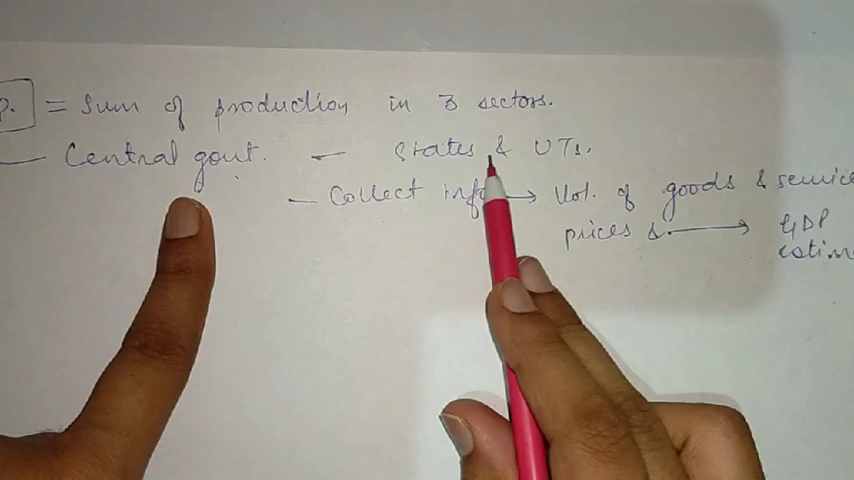 P. = Sum of production in 3 sectors.
— Central govt. — States & UTs.
— Collect info → Vol. of goods & service
prices & → GDP
estim